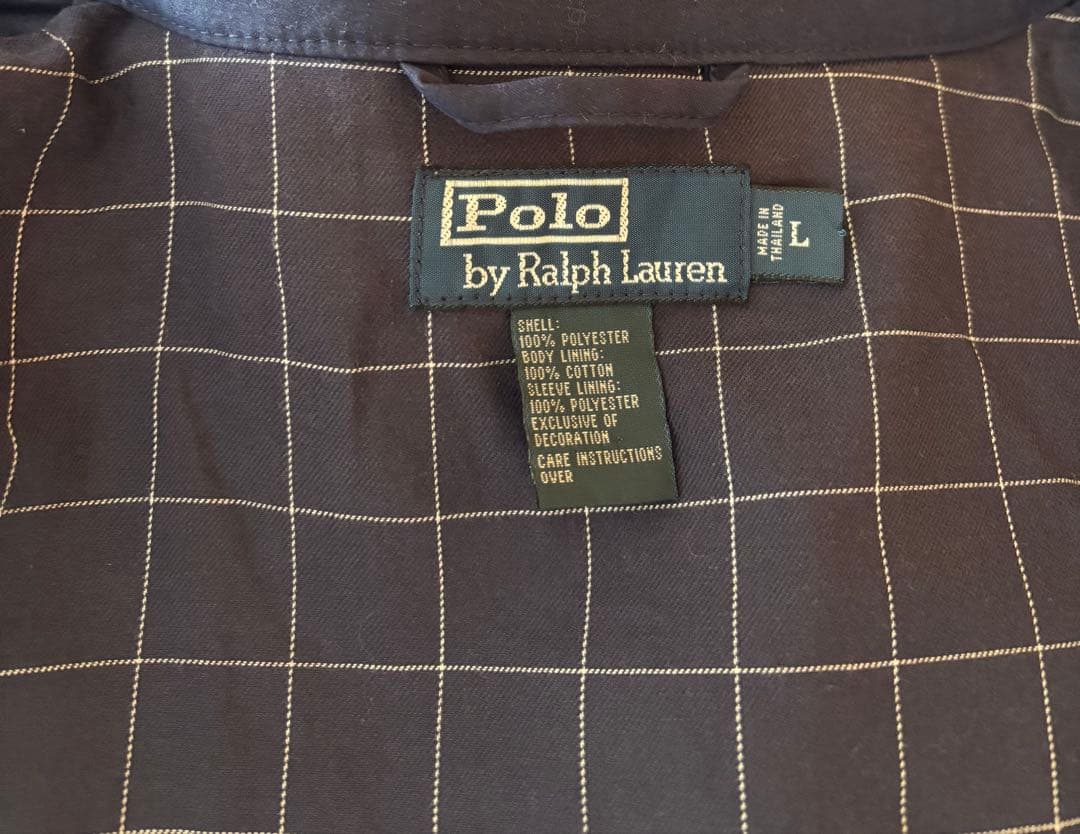 Polo
by Ralph Lauren
MADE IN
THAILAND
L
SHELL:
100% POLYESTER
BODY LINING:
100% COTTON
SLEEVE LINING:
100% POLYESTER
EXCLUSIVE OF
DECORATION
CARE INSTRUCTIONS
OVER